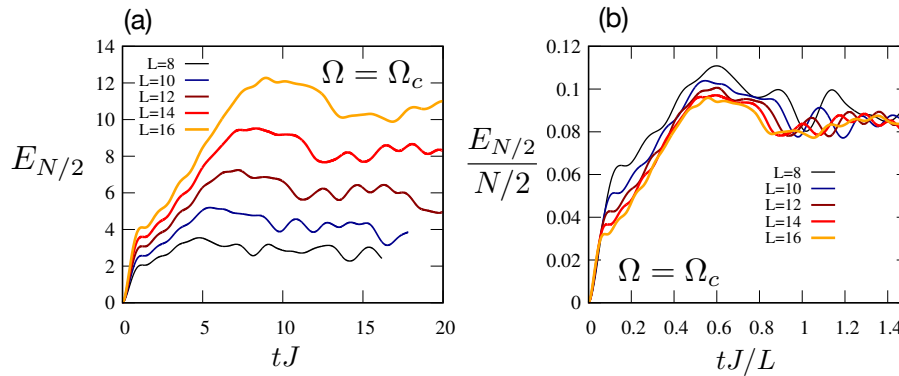 (a)
14
12
10
8
6
4
2
0
E_{N/2}
L=8
L=10
L=12
L=14
L=16
Ω = Ω_c
0 5 10 15 20
tJ
(b)
0.12
0.10
0.08
0.06
0.04
0.02
0
E_{N/2}
N/2
L=8
L=10
L=12
L=14
L=16
Ω = Ω_c
0 0.2 0.4 0.6 0.8 1 1.2 1.4
tJ/L